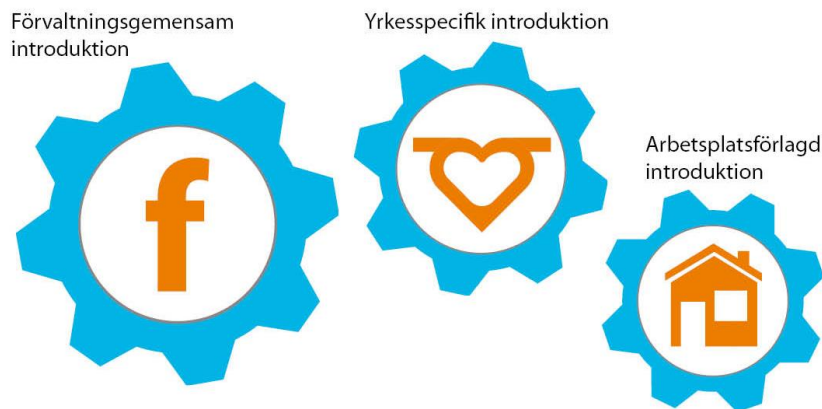 Förvaltningsgemensam
introduktion
Yrkesspecifik introduktion
Arbetsplatsförlagd
introduktion
f